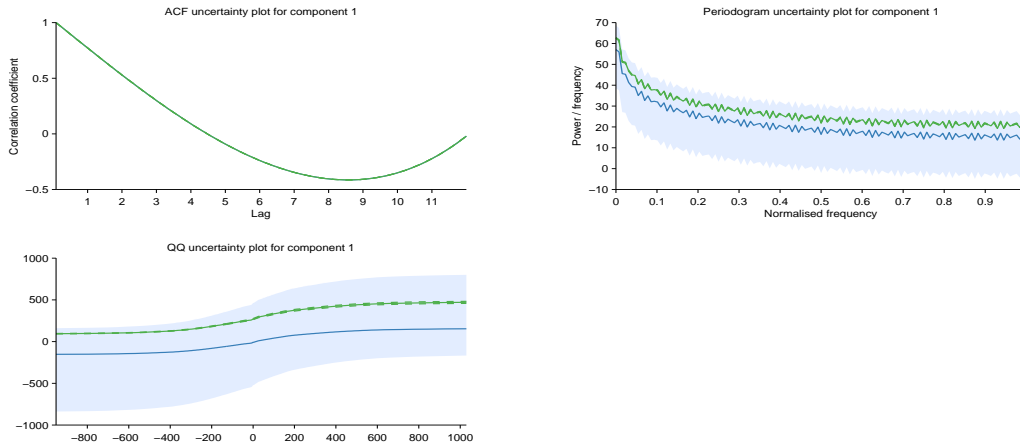 ACF uncertainty plot for component 1
1
0.5
0
−0.5
Correlation coefficient
1 2 3 4 5 6 7 8 9 10 11
Lag
Periodogram uncertainty plot for component 1
70
60
50
40
30
20
10
0
−10
Power / frequency
0 0.1 0.2 0.3 0.4 0.5 0.6 0.7 0.8 0.9
Normalised frequency
QQ uncertainty plot for component 1
1000
500
0
−500
−1000
−800 −600 −400 −200 0 200 400 600 800 1000